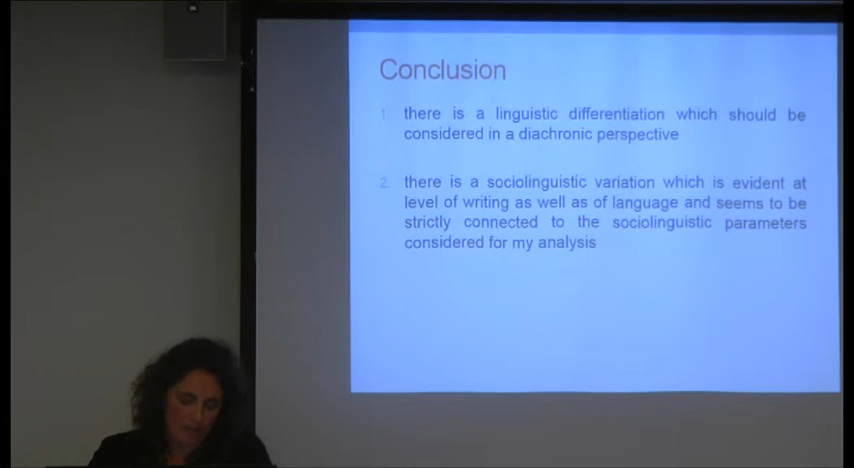 Conclusion
1. there is a linguistic differentiation which should be
considered in a diachronic perspective
2. there is a sociolinguistic variation which is evident at
level of writing as well as of language and seems to be
strictly connected to the sociolinguistic parameters
considered for my analysis